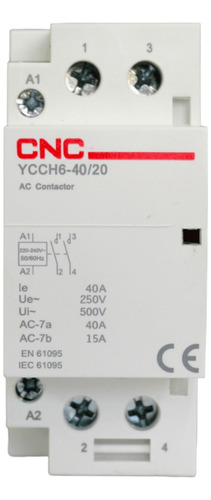 1 3
A1
CNC
YCCH6-40/20
AC Contactor
A1 1 3
220-240V~
50/60Hz
A2 2 4
Ie 40A
Ue~ 250V
Ui~ 500V
AC-7a 40A
AC-7b 15A
EN 61095
IEC 61095
CE
A2
2 4